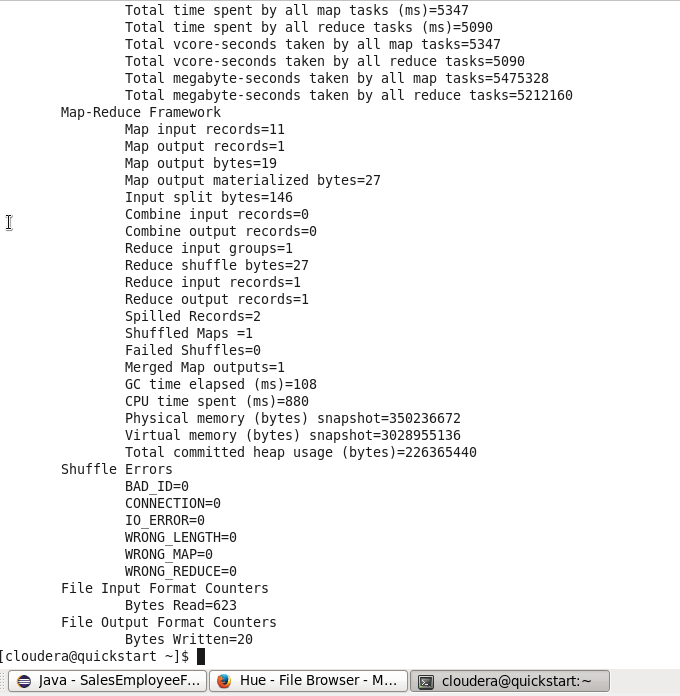 Total time spent by all map tasks (ms)=5347
Total time spent by all reduce tasks (ms)=5090
Total vcore-seconds taken by all map tasks=5347
Total vcore-seconds taken by all reduce tasks=5090
Total megabyte-seconds taken by all map tasks=5475328
Total megabyte-seconds taken by all reduce tasks=5212160
Map-Reduce Framework
Map input records=11
Map output records=1
Map output bytes=19
Map output materialized bytes=27
Input split bytes=146
Combine input records=0
Combine output records=0
Reduce input groups=1
Reduce shuffle bytes=27
Reduce input records=1
Reduce output records=1
Spilled Records=2
Shuffled Maps =1
Failed Shuffles=0
Merged Map outputs=1
GC time elapsed (ms)=108
CPU time spent (ms)=880
Physical memory (bytes) snapshot=350236672
Virtual memory (bytes) snapshot=3028955136
Total committed heap usage (bytes)=226365440
Shuffle Errors
BAD_ID=0
CONNECTION=0
IO_ERROR=0
WRONG_LENGTH=0
WRONG_MAP=0
WRONG_REDUCE=0
File Input Format Counters
Bytes Read=623
File Output Format Counters
Bytes Written=20
[cloudera@quickstart ~]$
Java - SalesEmployeeF... Hue - File Browser - M... cloudera@quickstart:~